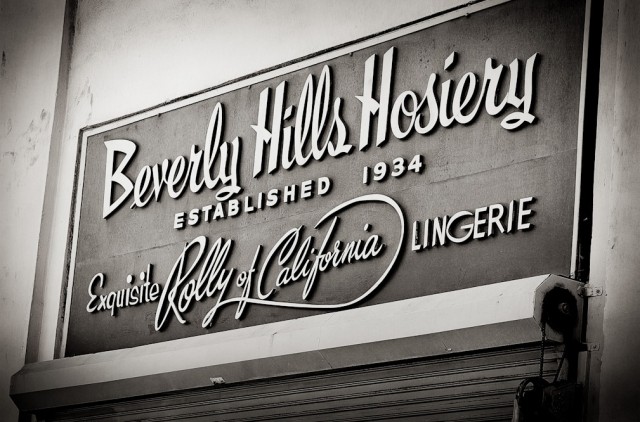 Beverly Hills Hosiery
ESTABLISHED 1934
Exquisite Rolly of California LINGERIE